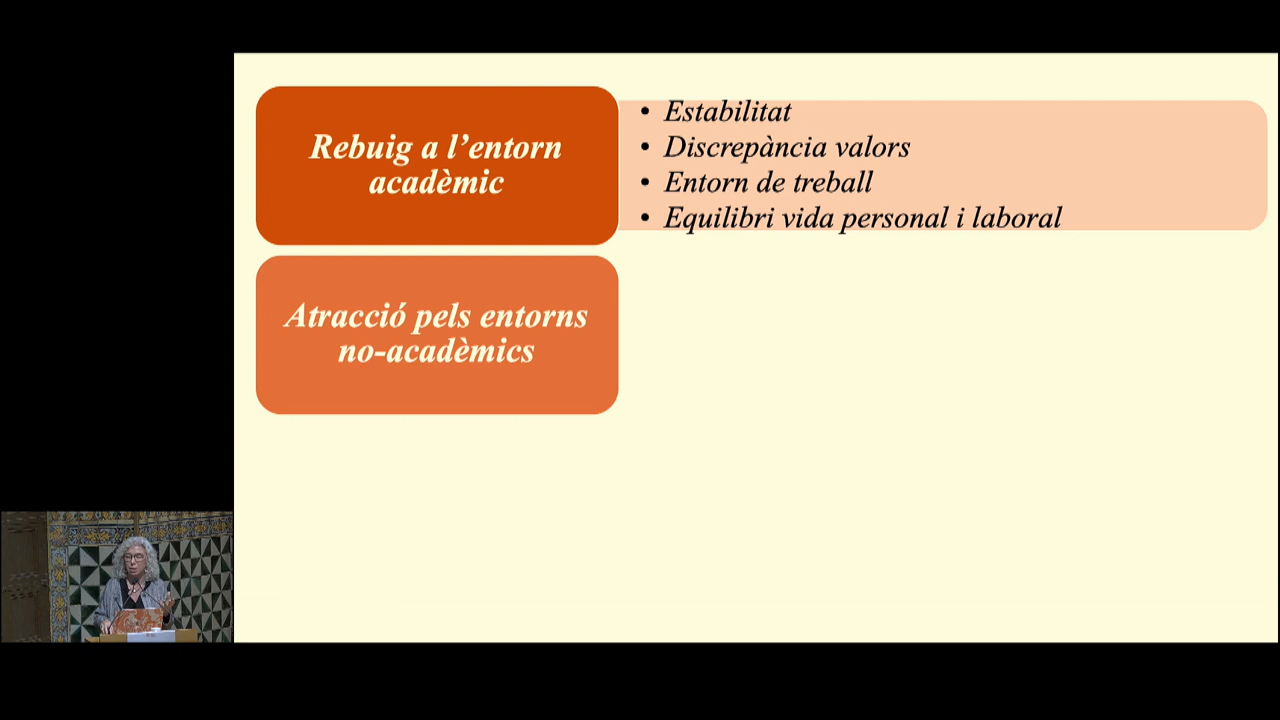 Rebuig a l’entorn
acadèmic
• Estabilitat
• Discrepància valors
• Entorn de treball
• Equilibri vida personal i laboral
Atracció pels entorns
no-acadèmics